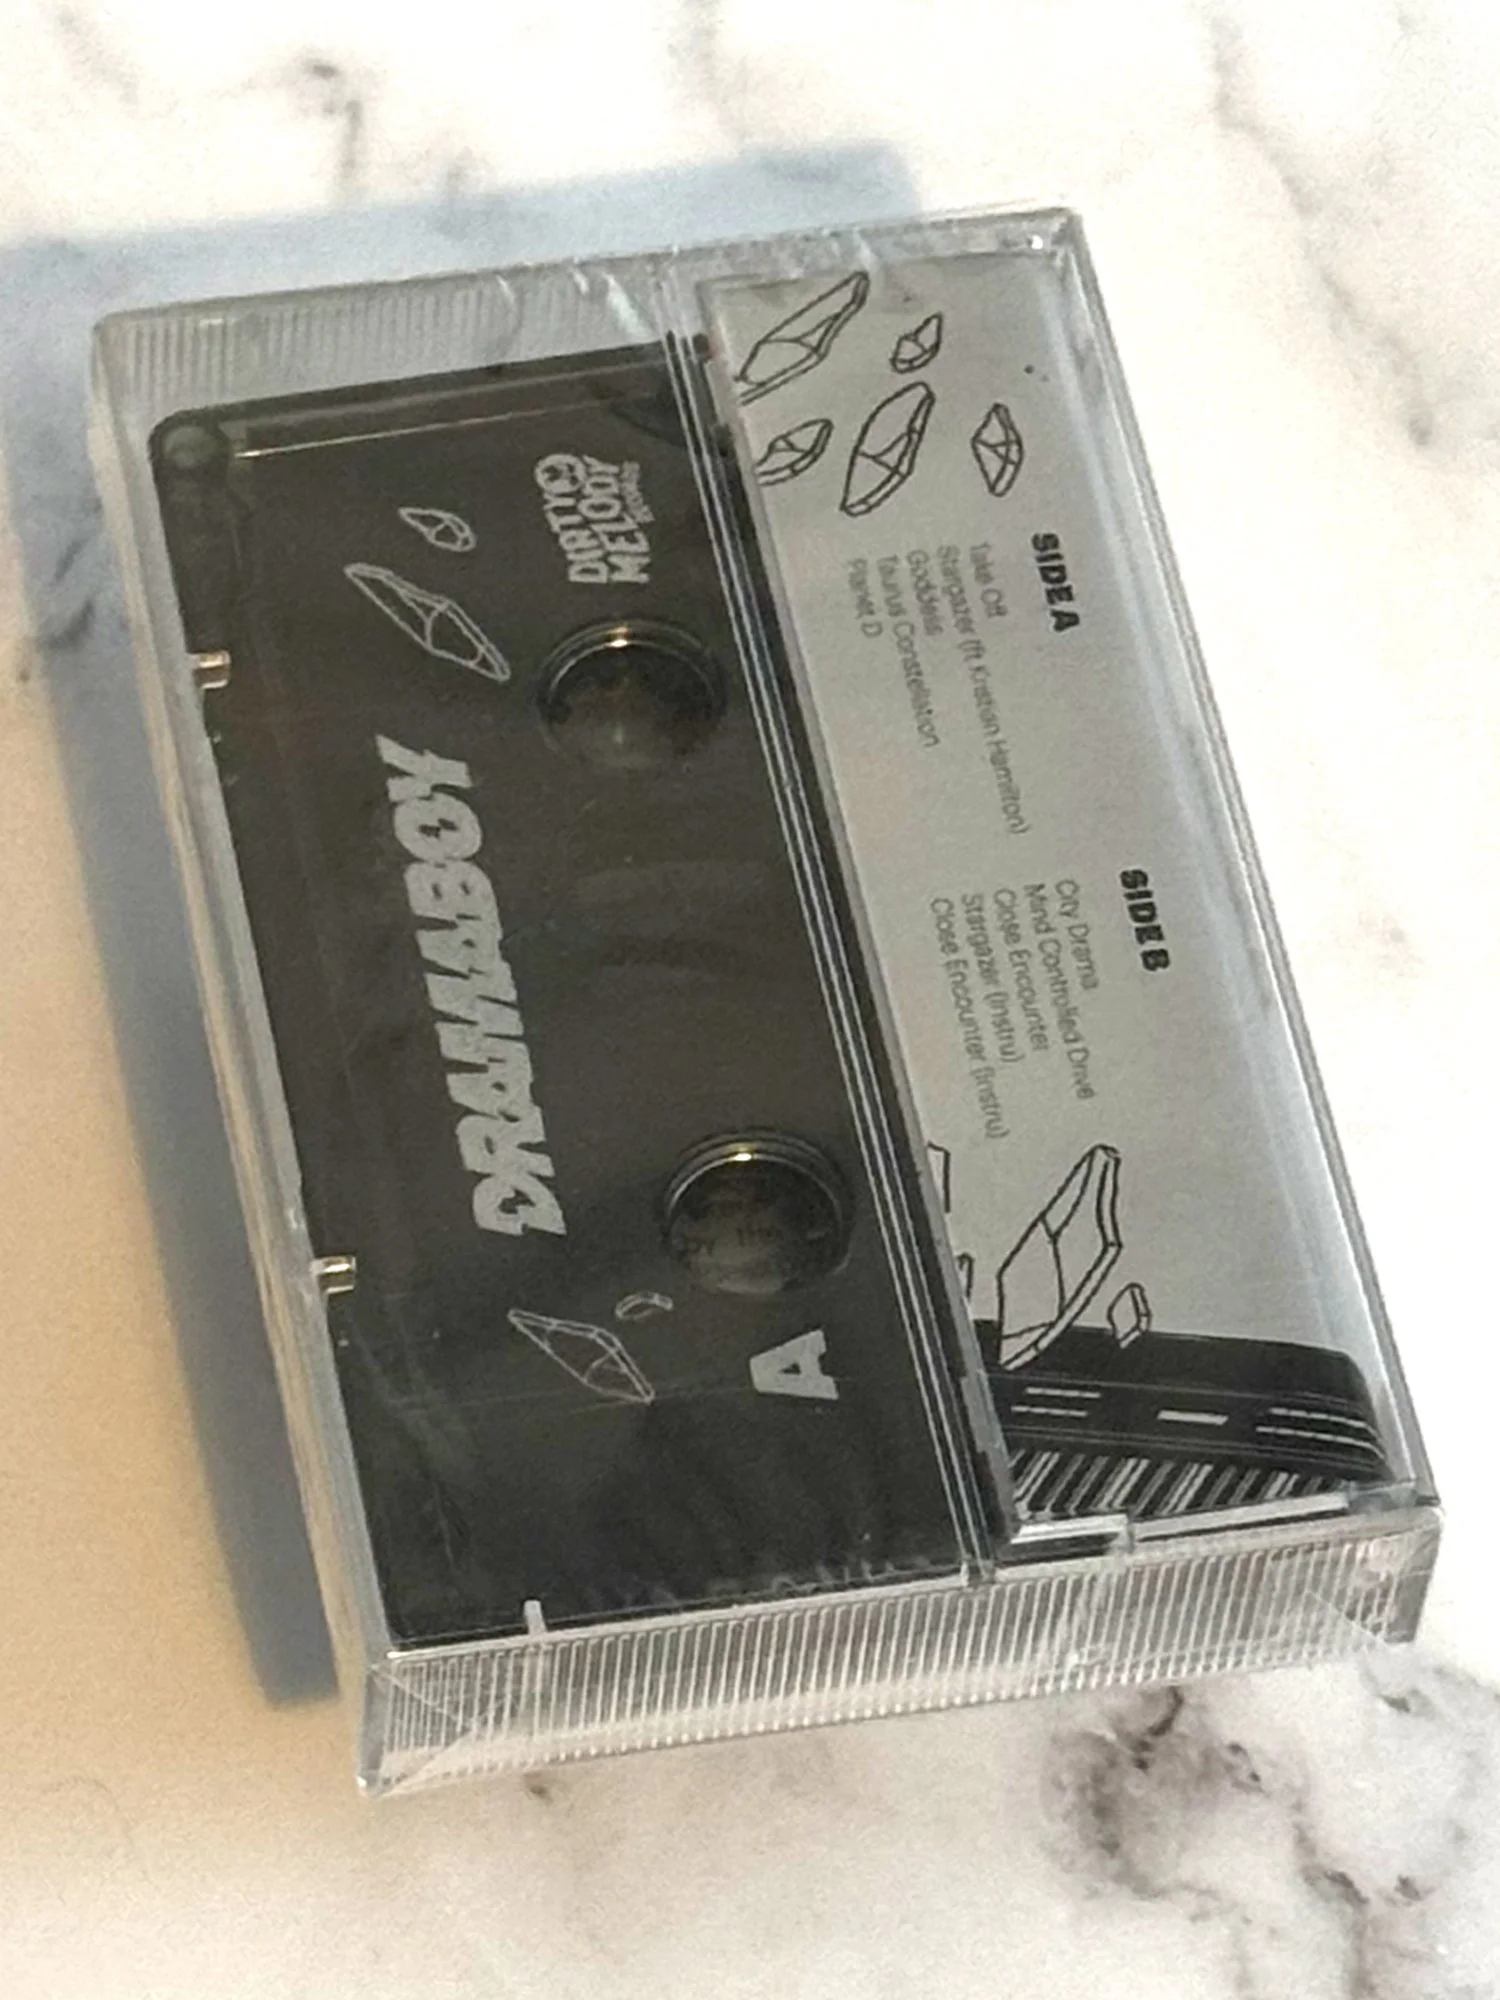 SIDE A
Take Off
Stargazer (ft Kristian Hamilton)
Goddess
Taurus Constellation
Planet D
SIDE B
City Drama
Mind Controlled Drive
Close Encounter
Stargazer (Instru)
Close Encounter (Instru)
DIRTY
MELODY
RECORDS
DRAMABOY
A